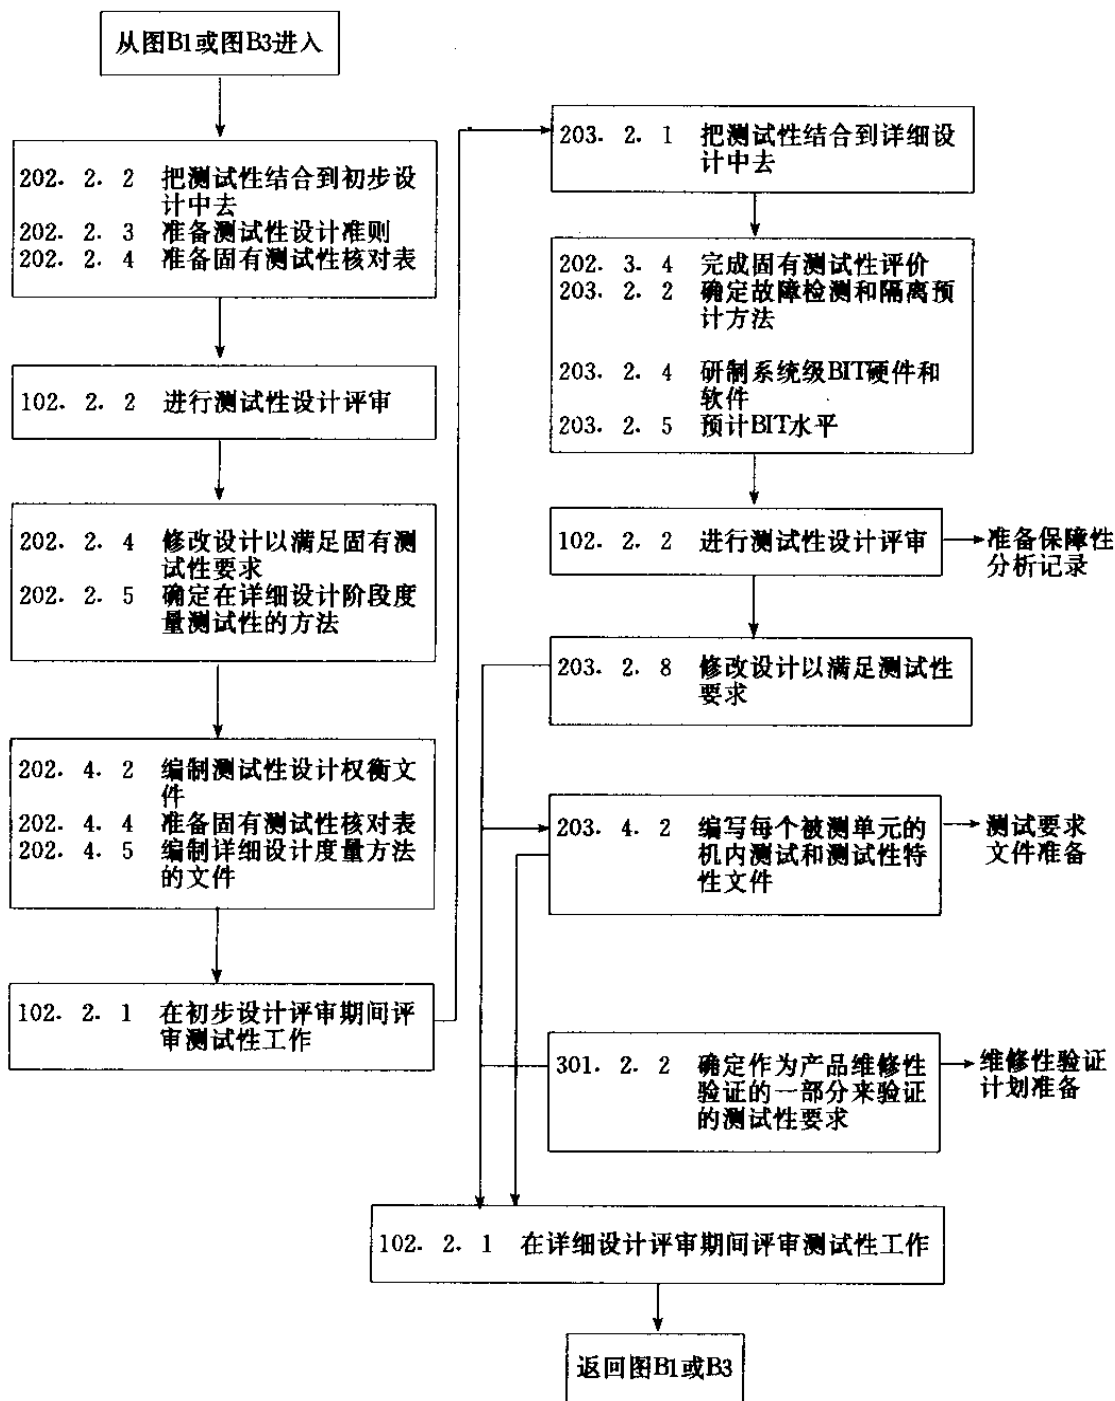 从图B1或图B3进入
202. 2. 2 把测试性结合到初步设
计中去
202. 2. 3 准备测试性设计准则
202. 2. 4 准备固有测试性核对表
102. 2. 2 进行测试性设计评审
202. 2. 4 修改设计以满足固有测
试性要求
202. 2. 5 确定在详细设计阶段度
量测试性的方法
202. 4. 2 编制测试性设计权衡文
件
202. 4. 4 准备固有测试性核对表
202. 4. 5 编制详细设计度量方法
的文件
102. 2. 1 在初步设计评审期间评
审测试性工作
203. 2. 1 把测试性结合到详细设
计中去
202. 3. 4 完成固有测试性评价
203. 2. 2 确定故障检测和隔离预
计方法
203. 2. 4 研制系统级BIT硬件和
软件
203. 2. 5 预计BIT水平
102. 2. 2 进行测试性设计评审
准备保障性
分析记录
203. 2. 8 修改设计以满足测试性
要求
203. 4. 2 编写每个被测单元的
机内测试和测试性特
性文件
测试要求
文件准备
301. 2. 2 确定作为产品维修性
验证的一部分来验证
的测试性要求
维修性验证
计划准备
102. 2. 1 在详细设计评审期间评审测试性工作
返回图B1或B3